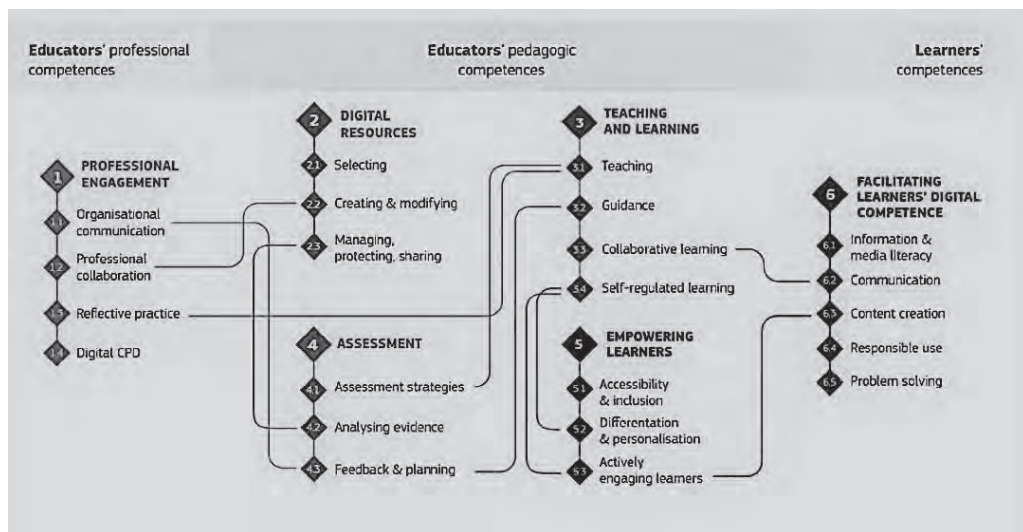 Educators' professional
competences
Educators' pedagogic
competences
Learners'
competences
1
PROFESSIONAL
ENGAGEMENT
1.1
Organisational
communication
1.2
Professional
collaboration
1.3
Reflective practice
1.4
Digital CPD
2
DIGITAL
RESOURCES
2.1
Selecting
2.2
Creating & modifying
2.3
Managing,
protecting, sharing
4
ASSESSMENT
4.1
Assessment strategies
4.2
Analysing evidence
4.3
Feedback & planning
3
TEACHING
AND LEARNING
3.1
Teaching
3.2
Guidance
3.3
Collaborative learning
3.4
Self-regulated learning
5
EMPOWERING
LEARNERS
5.1
Accessibility
& inclusion
5.2
Differentation
& personalisation
5.3
Actively
engaging learners
6
FACILITATING
LEARNERS' DIGITAL
COMPETENCE
6.1
Information &
media literacy
6.2
Communication
6.3
Content creation
6.4
Responsible use
6.5
Problem solving